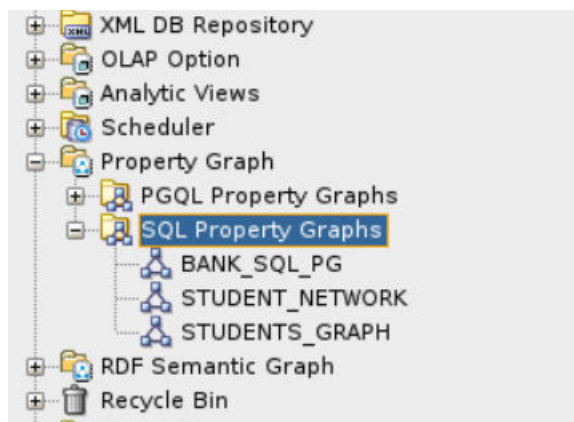 XML DB Repository
OLAP Option
Analytic Views
Scheduler
Property Graph
PGQL Property Graphs
SQL Property Graphs
BANK_SQL_PG
STUDENT_NETWORK
STUDENTS_GRAPH
RDF Semantic Graph
Recycle Bin